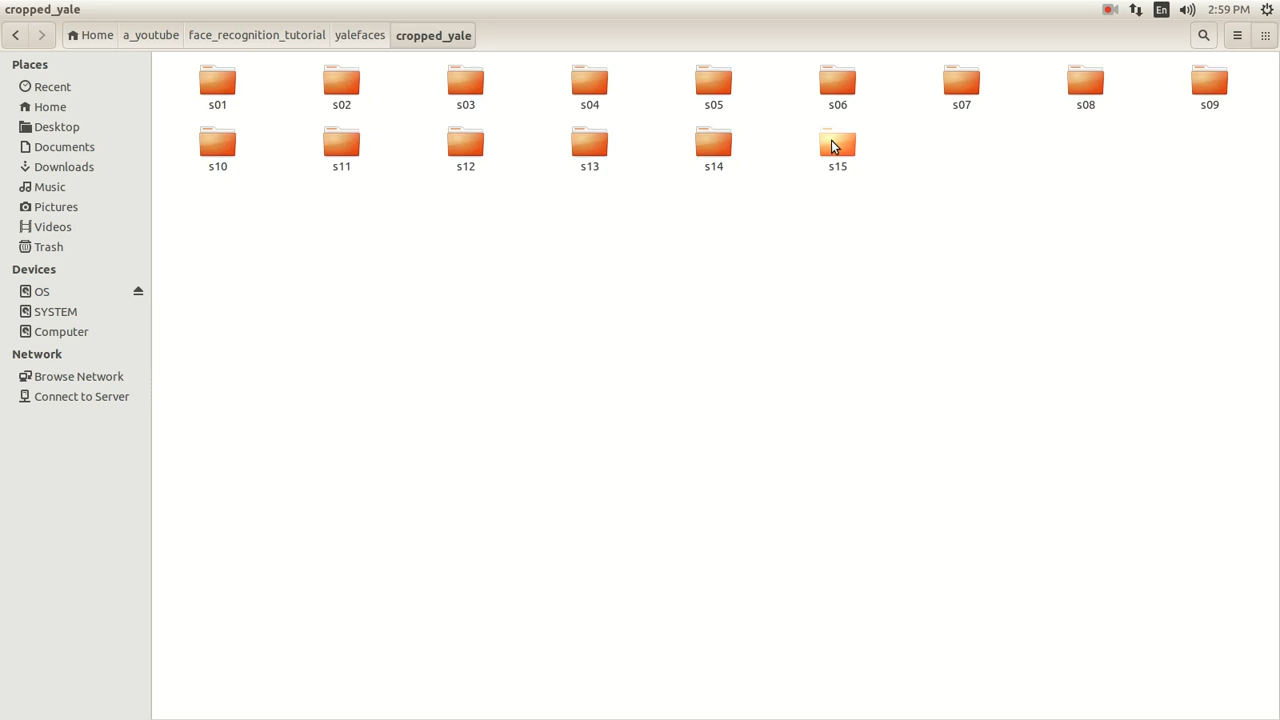 cropped_yale
En
2:59 PM
Home a_youtube face_recognition_tutorial yalefaces cropped_yale
Places
Recent
Home
Desktop
Documents
Downloads
Music
Pictures
Videos
Trash
Devices
OS
SYSTEM
Computer
Network
Browse Network
Connect to Server
s01 s02 s03 s04 s05 s06 s07 s08 s09
s10 s11 s12 s13 s14 s15